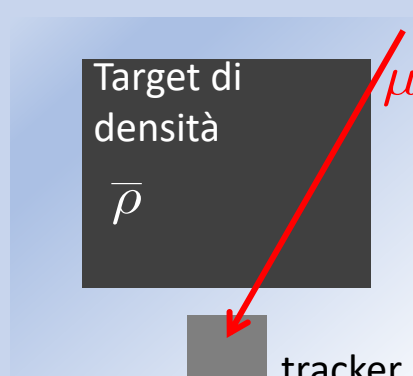 Target di
densità
μ
ρ̅
tracker